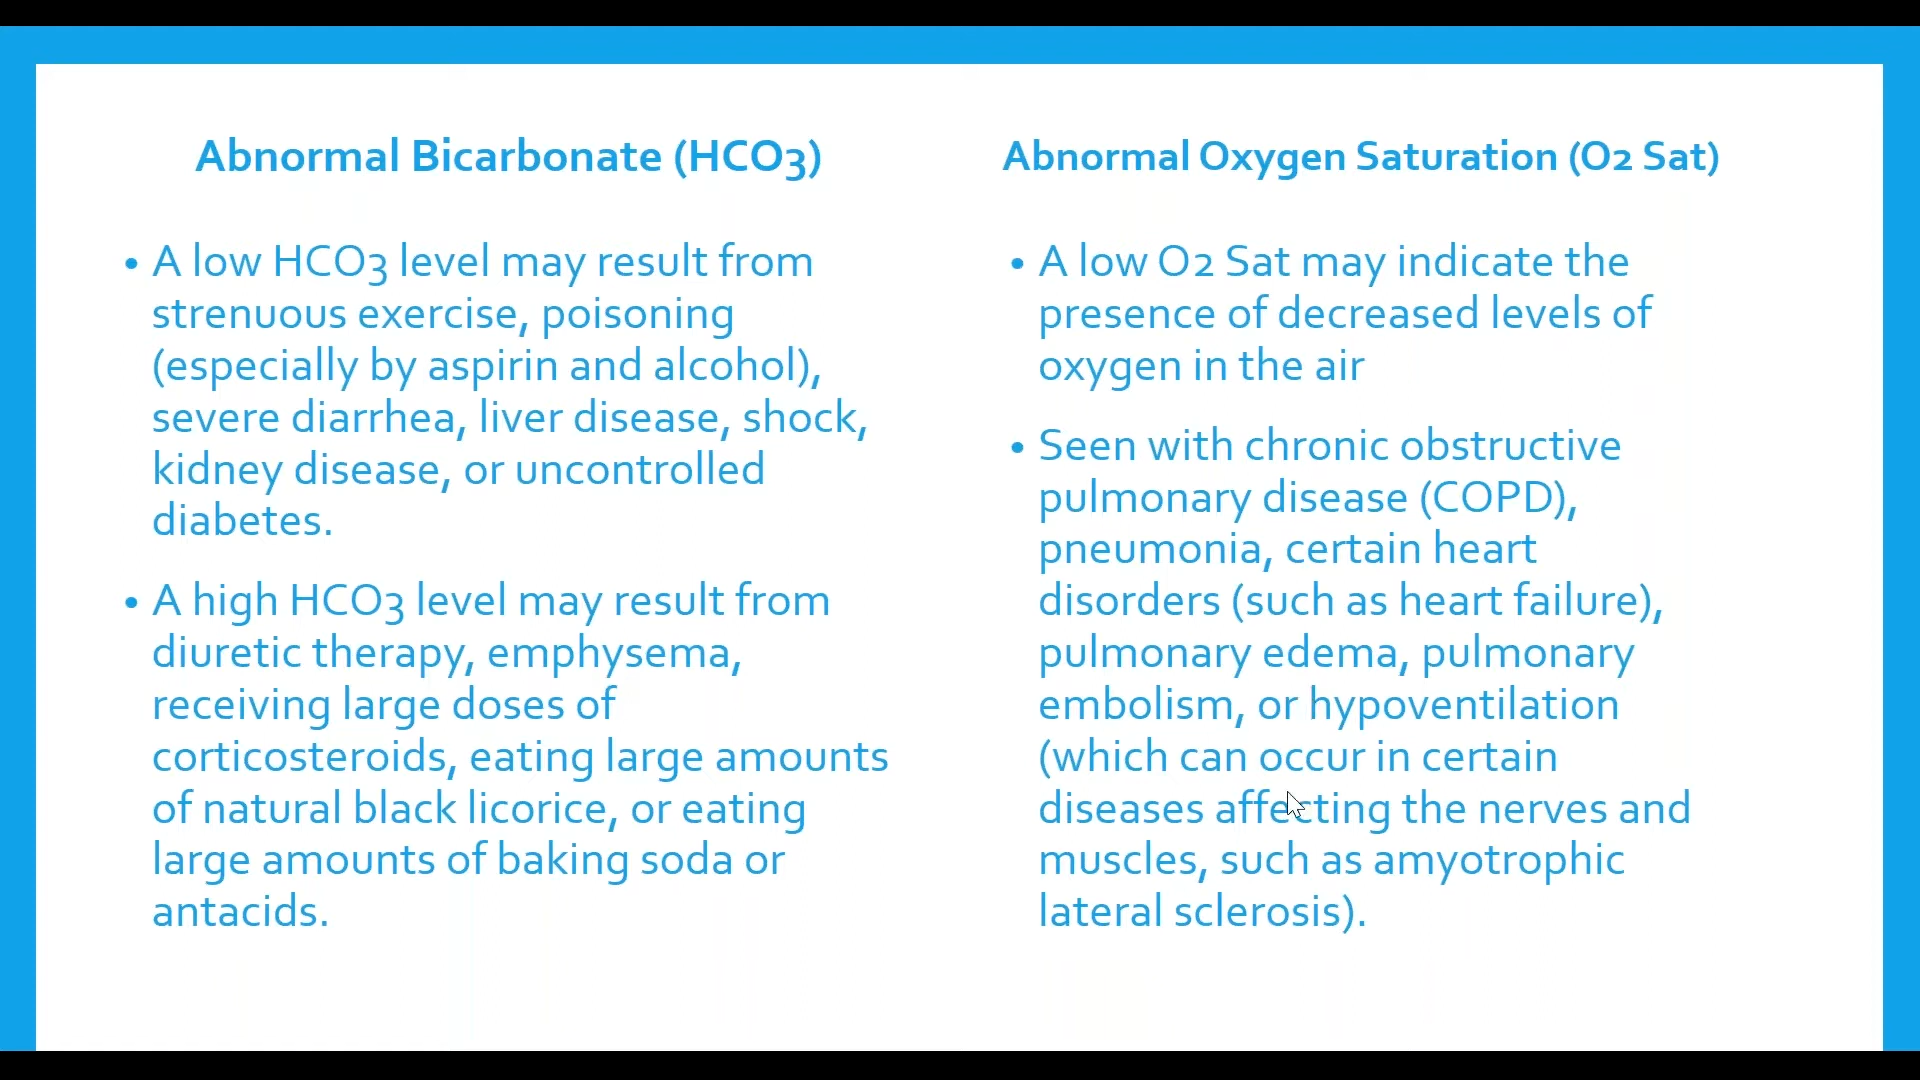 Abnormal Bicarbonate (HCO3)
• A low HCO3 level may result from
strenuous exercise, poisoning
(especially by aspirin and alcohol),
severe diarrhea, liver disease, shock,
kidney disease, or uncontrolled
diabetes.
• A high HCO3 level may result from
diuretic therapy, emphysema,
receiving large doses of
corticosteroids, eating large amounts
of natural black licorice, or eating
large amounts of baking soda or
antacids.
Abnormal Oxygen Saturation (O2 Sat)
• A low O2 Sat may indicate the
presence of decreased levels of
oxygen in the air
• Seen with chronic obstructive
pulmonary disease (COPD),
pneumonia, certain heart
disorders (such as heart failure),
pulmonary edema, pulmonary
embolism, or hypoventilation
(which can occur in certain
diseases affecting the nerves and
muscles, such as amyotrophic
lateral sclerosis).